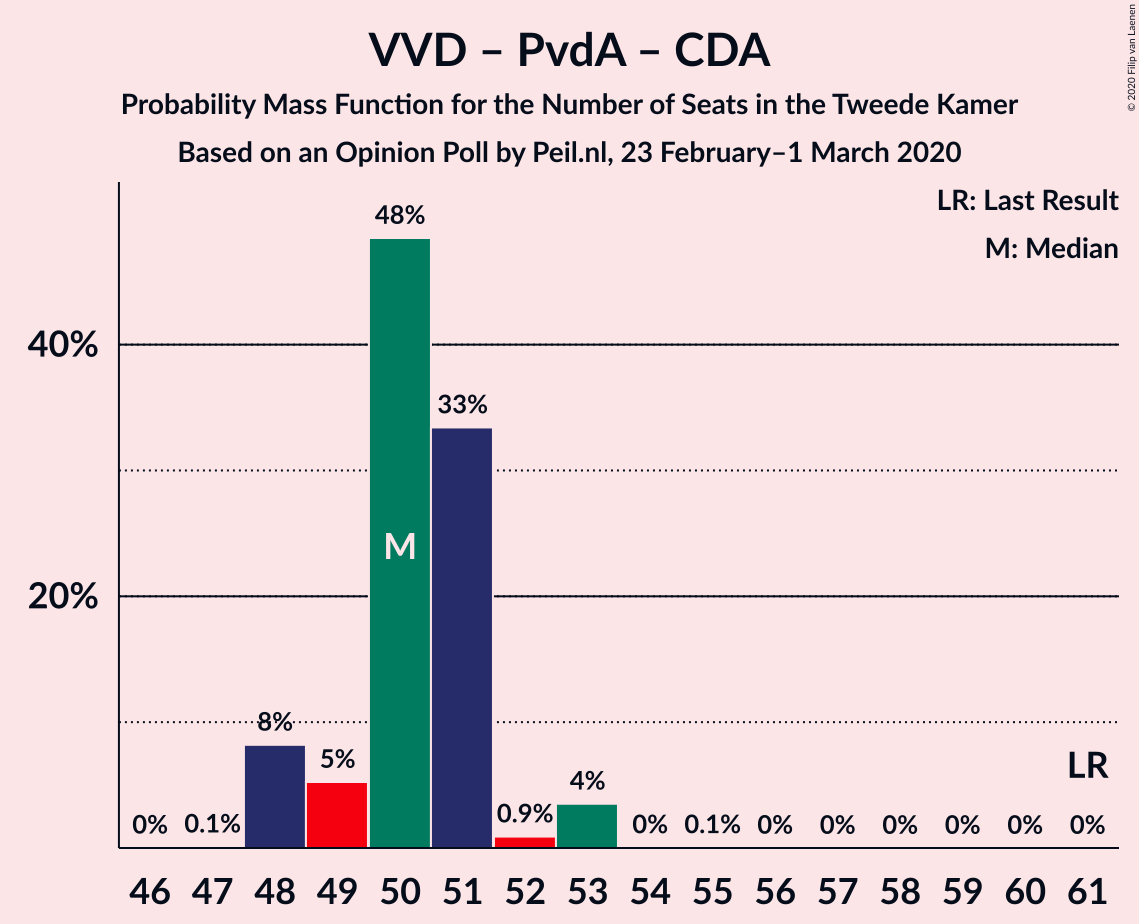 VVD – PvdA – CDA
Probability Mass Function for the Number of Seats in the Tweede Kamer
Based on an Opinion Poll by Peil.nl, 23 February–1 March 2020
© 2020 Filip van Laenen
LR: Last Result
M: Median
40%
20%
0% 0.1% 8% 5% 48% 33% 0.9% 4% 0% 0.1% 0% 0% 0% 0% 0% 0%
M
LR
46 47 48 49 50 51 52 53 54 55 56 57 58 59 60 61